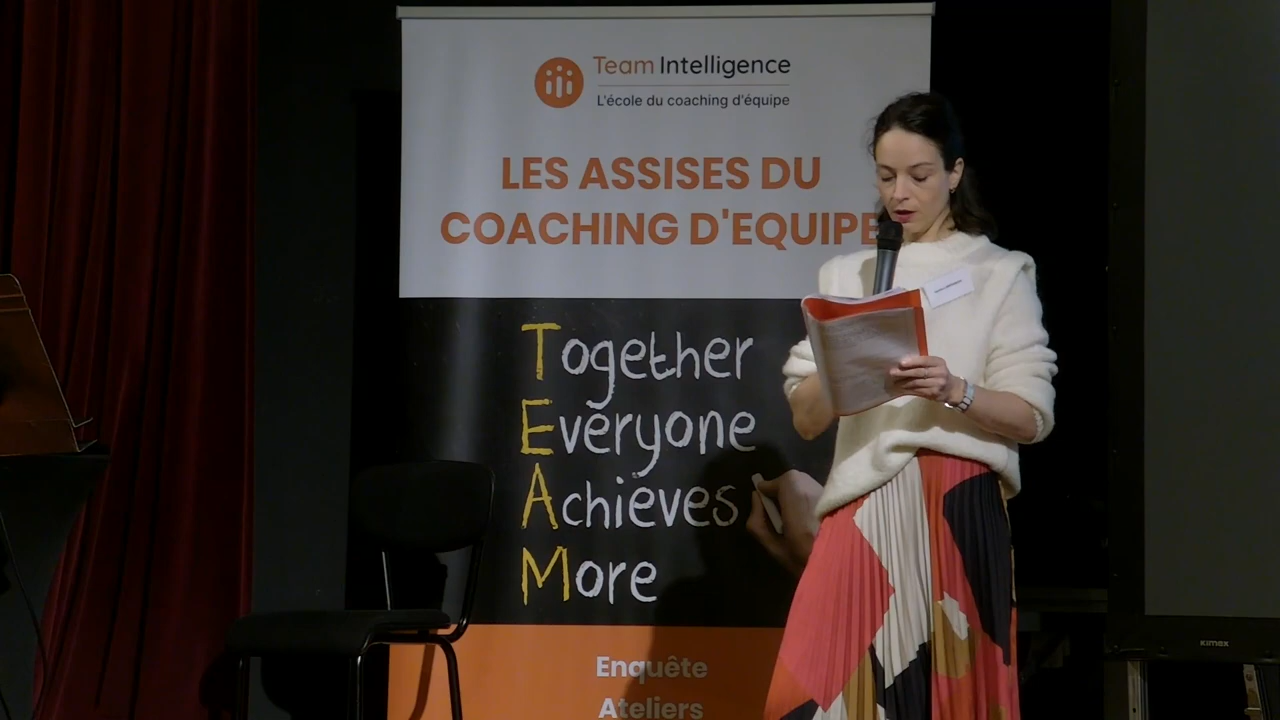 Team Intelligence
L'école du coaching d'équipe
LES ASSISES DU
COACHING D'EQUIPE
Together
Everyone
Achieves
More
Enquête
Ateliers
kimex